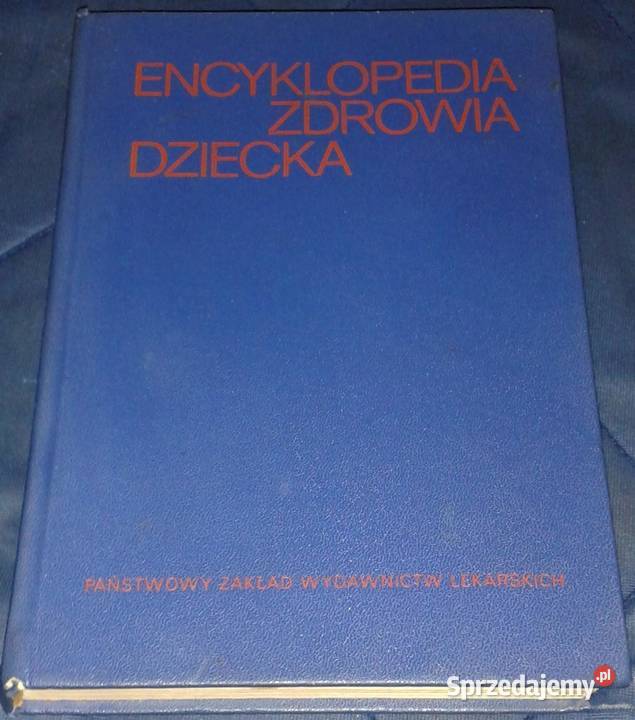 ENCYKLOPEDIA
ZDROWIA
DZIECKA
PAŃSTWOWY ZAKŁAD WYDAWNICTW LEKARSKICH
Sprzedajemy.pl